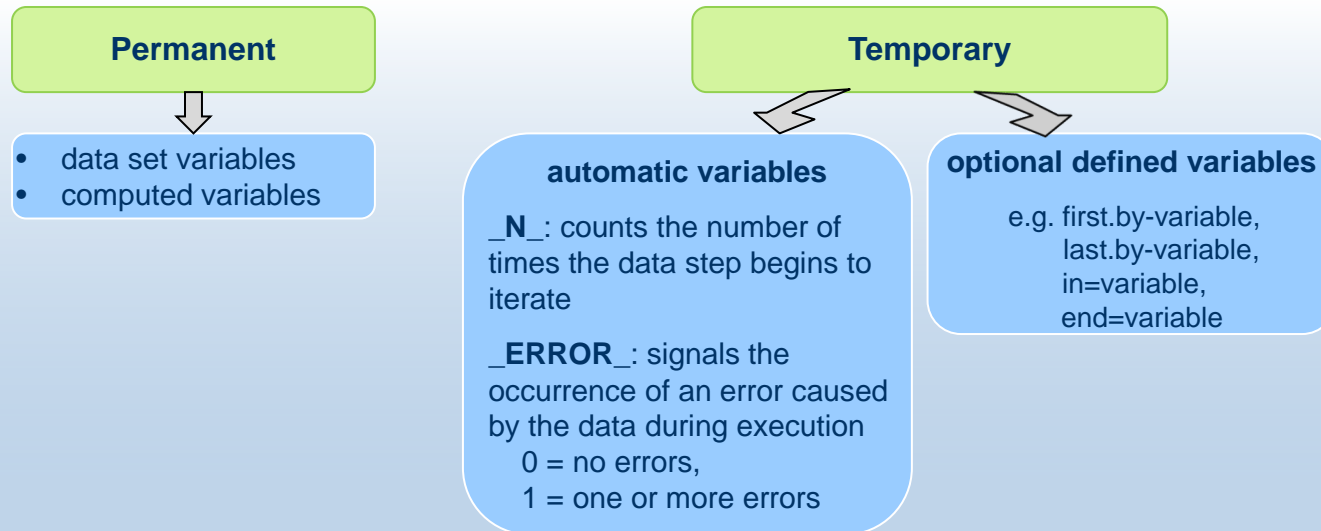 Permanent
• data set variables
• computed variables
Temporary
automatic variables
_N_: counts the number of
times the data step begins to
iterate
_ERROR_: signals the
occurrence of an error caused
by the data during execution
0 = no errors,
1 = one or more errors
optional defined variables
e.g. first.by-variable,
last.by-variable,
in=variable,
end=variable